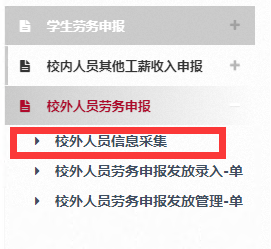 学生劳务申报
校内人员其他工薪收入申报
校外人员劳务申报
校外人员信息采集
校外人员劳务申报发放录入-单
校外人员劳务申报发放管理-单